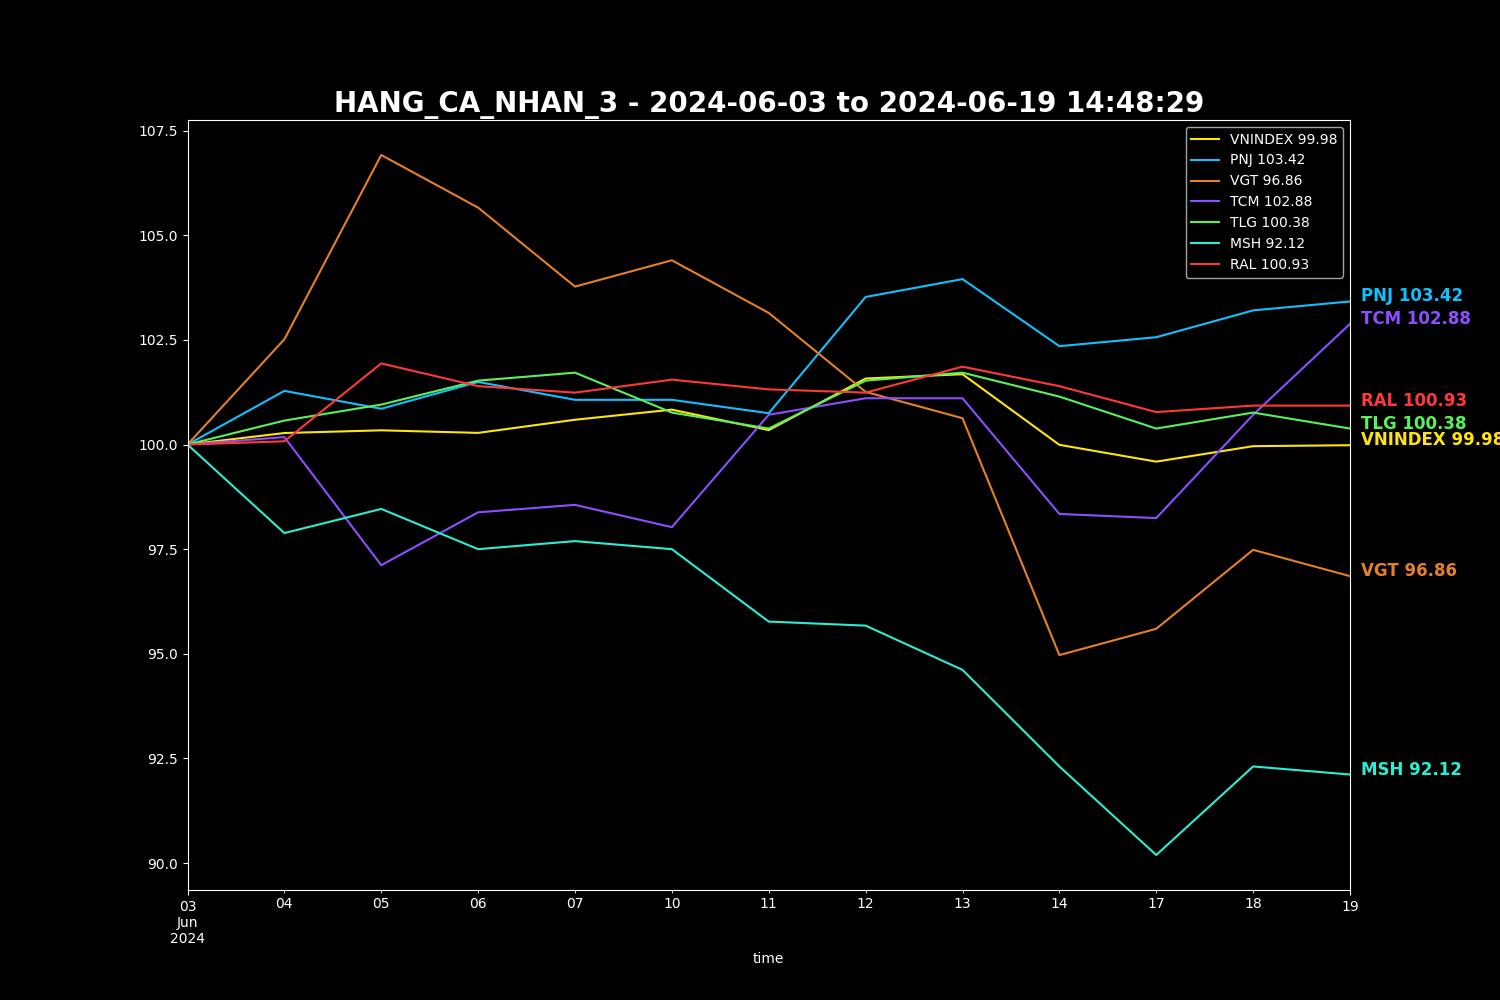 HANG_CA_NHAN_3 - 2024-06-03 to 2024-06-19 14:48:29
107.5
105.0
102.5
100.0
97.5
95.0
92.5
90.0
VNINDEX 99.98
PNJ 103.42
VGT 96.86
TCM 102.88
TLG 100.38
MSH 92.12
RAL 100.93
PNJ 103.42
TCM 102.88
RAL 100.93
TLG 100.38
VNINDEX 99.98
VGT 96.86
MSH 92.12
03 04 05 06 07 10 11 12 13 14 17 18 19
Jun
2024
time